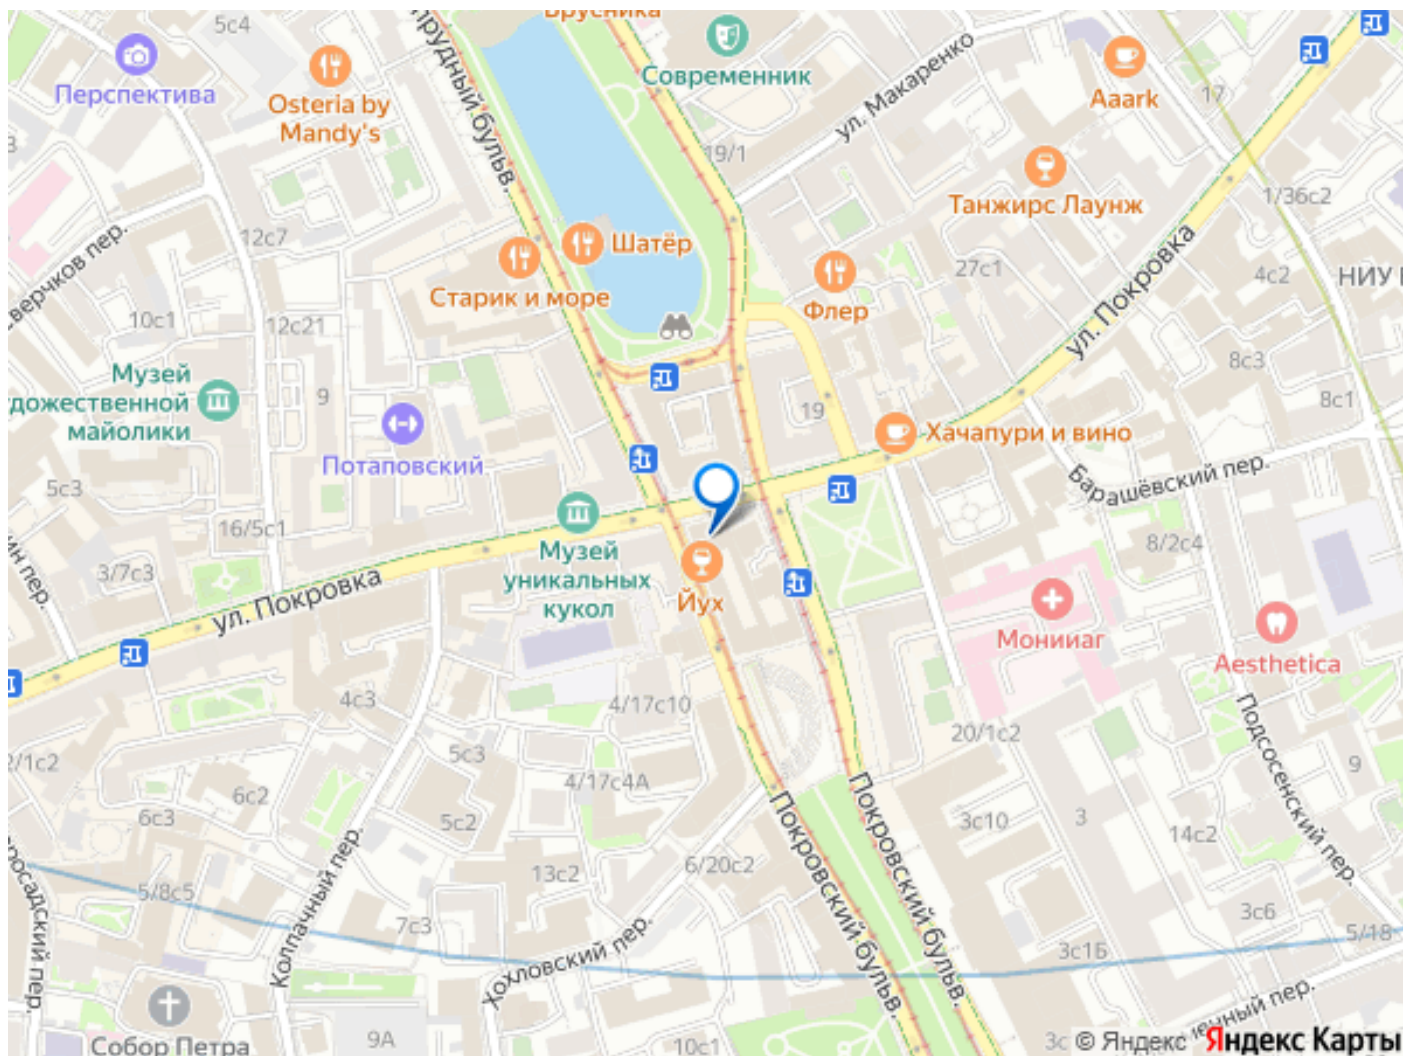 5с4
Брусника
Перспектива
Osteria by
Mandy's
Современник
ул. Макаренко
Aaark
17
19/1
Танжирс Лаунж
1/36с2
12с7
Шатёр
Старик и море
27с1
Флер
4с2
НИУ
ул. Покровка
10с1
12с21
Музей
майолики
9
Потаповский
19
Хачапури и вино
8с3
8с1
Барашёвский пер.
5с3
16/5с1
Музей
уникальных
кукол
Йух
3/7с3
ул. Покровка
8/2с4
Мониииаг
Aesthetica
4с3
4/17с10
5с3
4/17с4А
20/1с2
2/1с2
6с2
6с3
5с2
13с2
6/20с2
Покровский бульв.
Покровский бульв.
3с10
3
14с2
9
Подсосенский пер.
5/8с5
Колпачный пер.
7с3
Хохловский пер.
3с16
3с6
5/18
Собор Петра
9А
10с1
3с
© Яндекс
Яндекс Карты